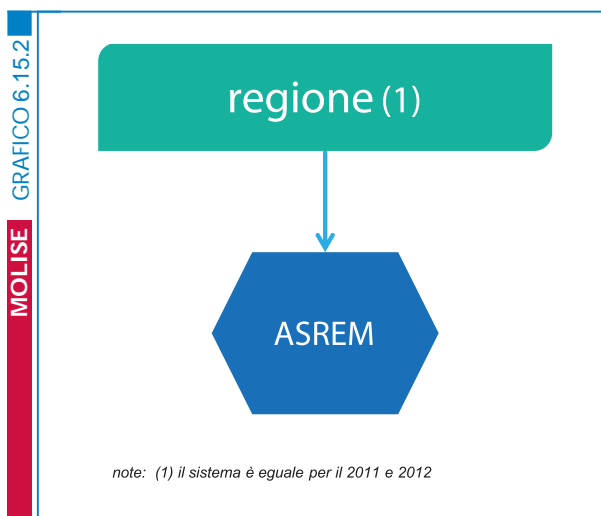 GRAFICO 6.15.2
MOLISE
regione (1)
ASREM
note: (1) il sistema è eguale per il 2011 e 2012